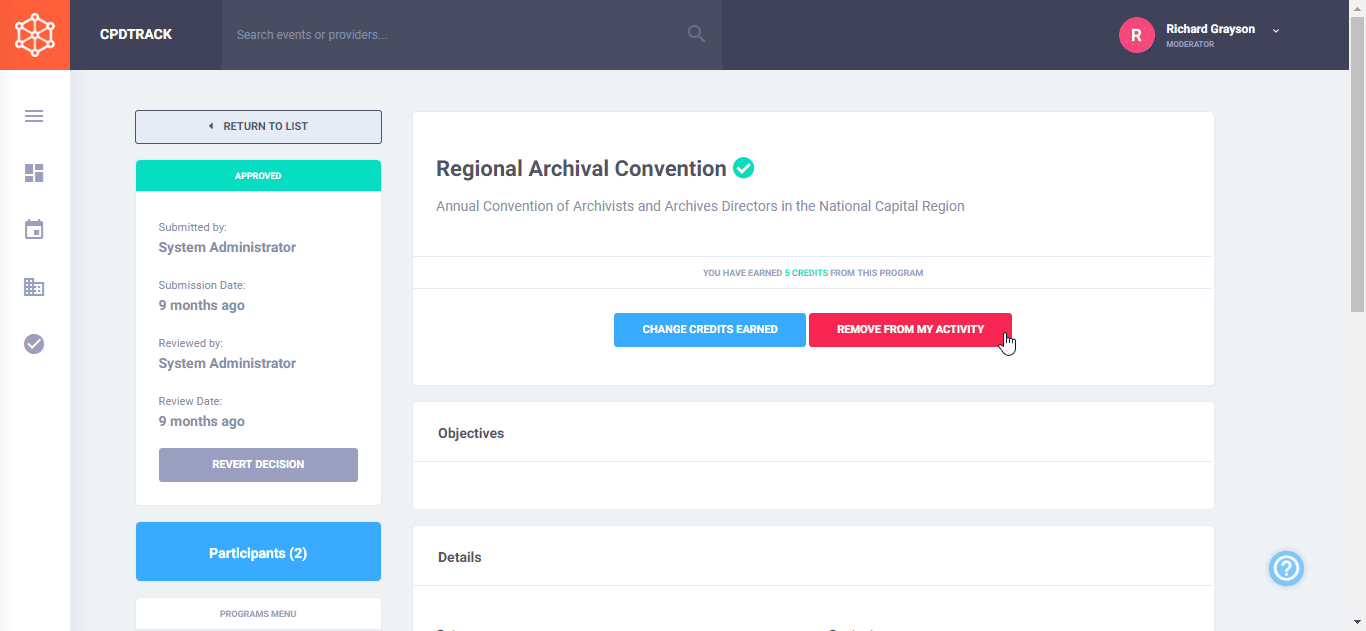 CPDTRACK
Search events or providers...
R
Richard Grayson
MODERATOR
RETURN TO LIST
APPROVED
Submitted by:
System Administrator
Submission Date:
9 months ago
Reviewed by:
System Administrator
Review Date:
9 months ago
REVERT DECISION
Participants (2)
PROGRAMS MENU
Regional Archival Convention
Annual Convention of Archivists and Archives Directors in the National Capital Region
YOU HAVE EARNED 5 CREDITS FROM THIS PROGRAM
CHANGE CREDITS EARNED
REMOVE FROM MY ACTIVITY
Objectives
Details
?